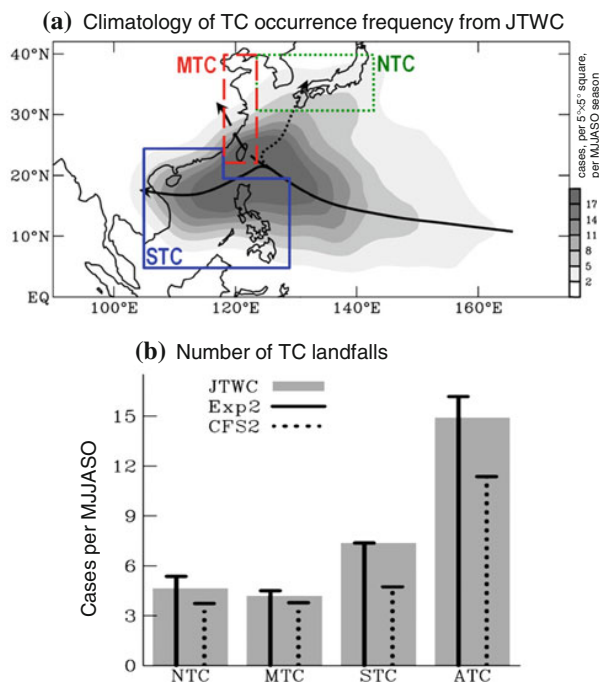 (a) Climatology of TC occurrence frequency from JTWC
40°N
30°N
20°N
10°N
EQ
100°E
120°E
140°E
160°E
MTC
NTC
STC
cases, per 5°×5° square,
per MJJASO season
17
14
11
8
5
2
(b) Number of TC landfalls
JTWC
Exp2
CFS2
Cases per MJJASO
15
12
9
6
3
0
NTC
MTC
STC
ATC